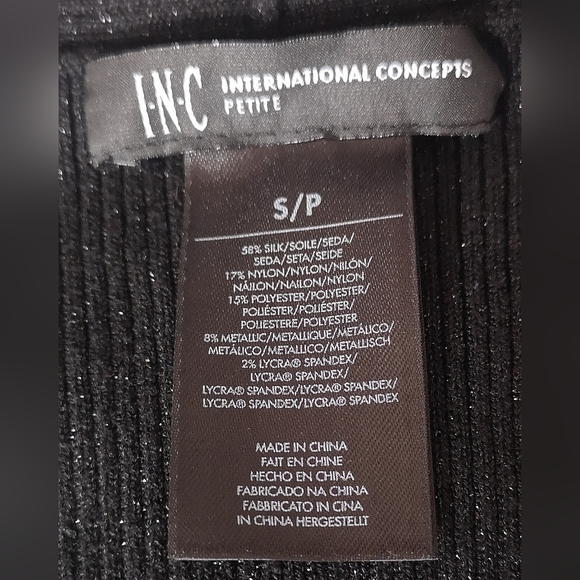 I·N·C INTERNATIONAL CONCEPTS
PETITE
S/P
58% SILK/SOILE/SEDA/
SEDA/SETA/SEIDE
17% NYLON/NYLON/NILÓN/
NÁILON/NAILON/NYLON
15% POLYESTER/POLYESTER/
POLIÉSTER/POLIÉSTER/
POLIESTERE/POLYESTER
8% METALLIC/METALLIQUE/METÁLICO/
METÁLICO/METALLICO/METALLISCH
2% LYCRA® SPANDEX/
LYCRA® SPANDEX/
LYCRA® SPANDEX/LYCRA® SPANDEX/
LYCRA® SPANDEX/LYCRA® SPANDEX
MADE IN CHINA
FAIT EN CHINE
HECHO EN CHINA
FABRICADO NA CHINA
FABBRICATO IN CINA
IN CHINA HERGESTELLT